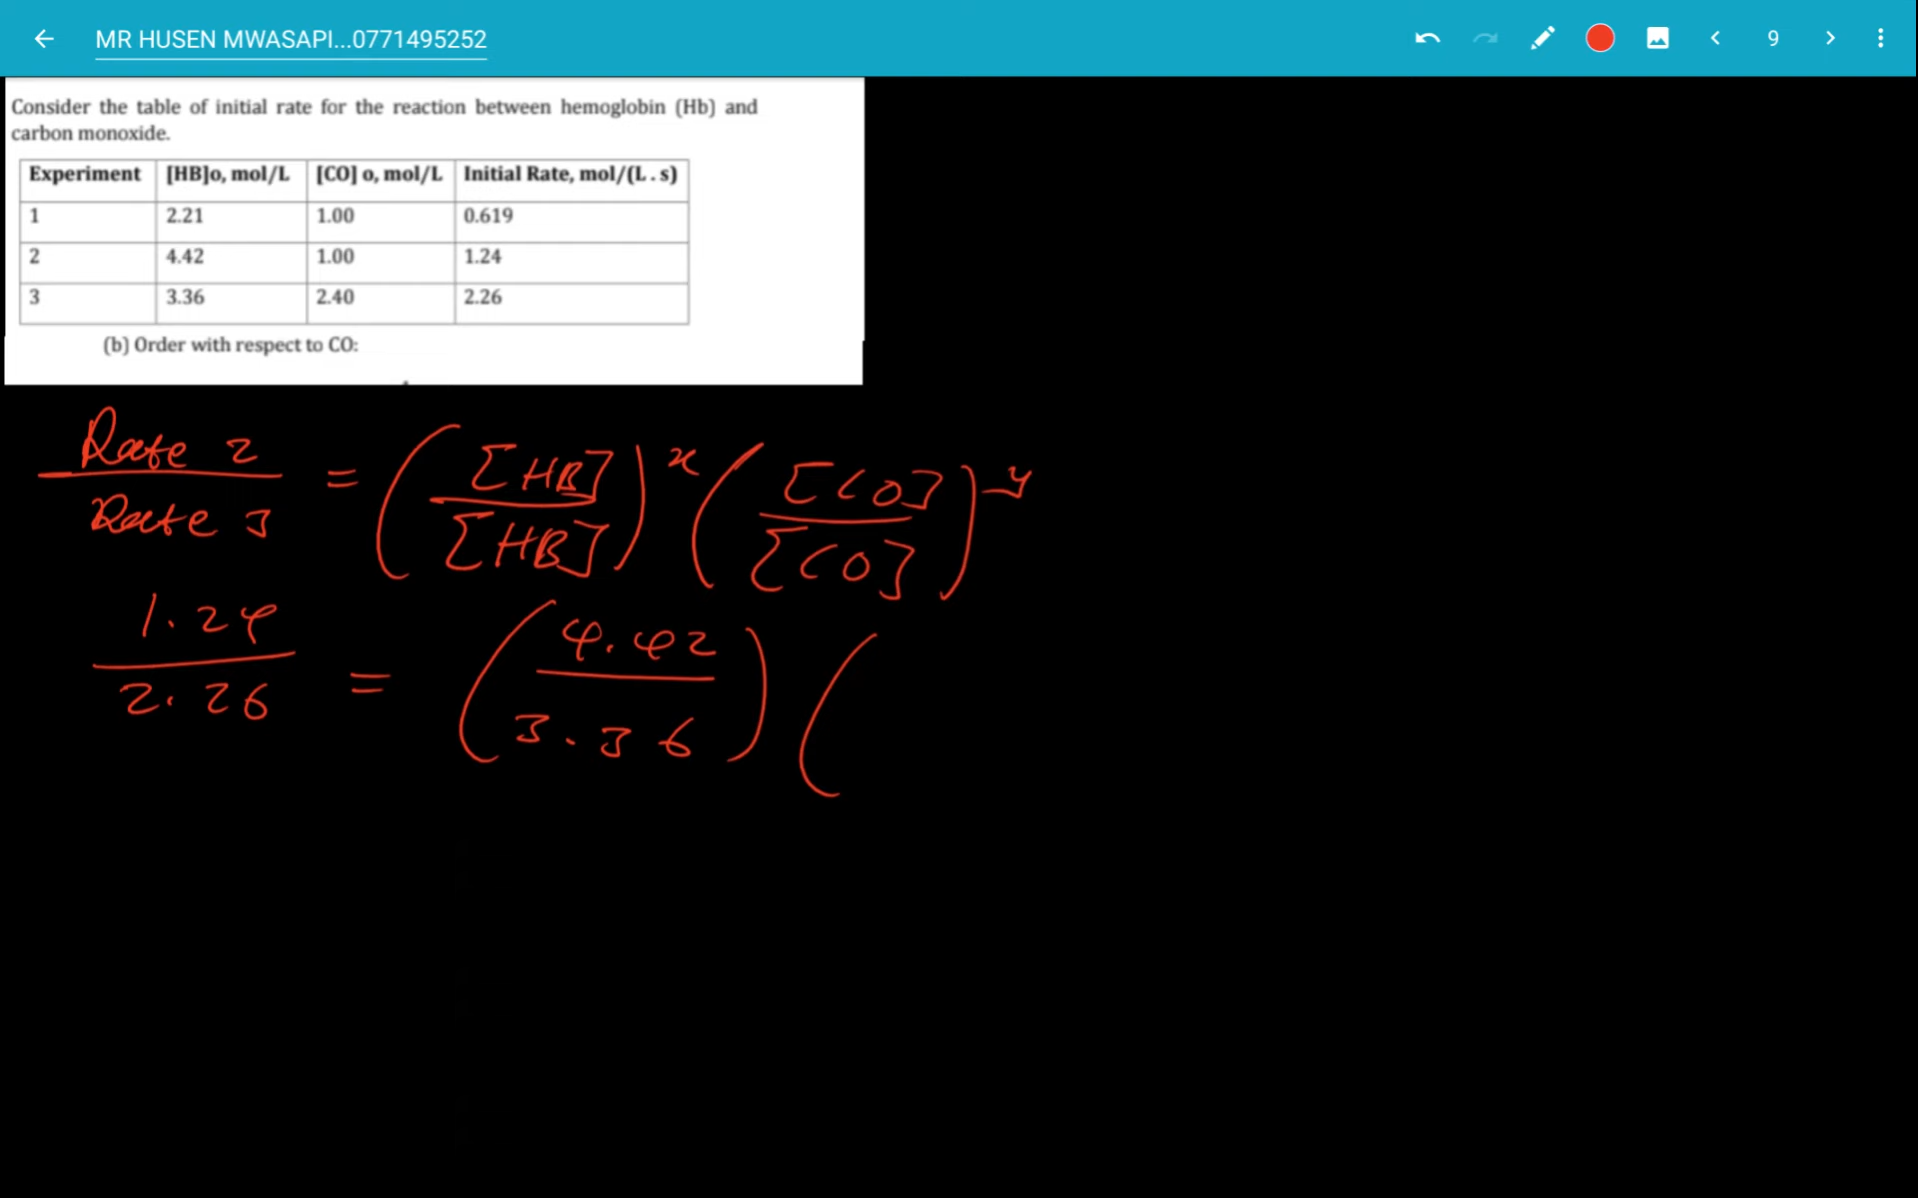 MR HUSEN MWASAPI...0771495252
9
Consider the table of initial rate for the reaction between hemoglobin (Hb) and
carbon monoxide.
Experiment [HB]o, mol/L [CO] o, mol/L Initial Rate, mol/(L . s)
1 2.21 1.00 0.619
2 4.42 1.00 1.24
3 3.36 2.40 2.26
(b) Order with respect to CO:
Rate 2 / Rate 3 = ([HB] / [HB])^x ([CO] / [CO])^y
1.24 / 2.26 = (4.42 / 3.36) (